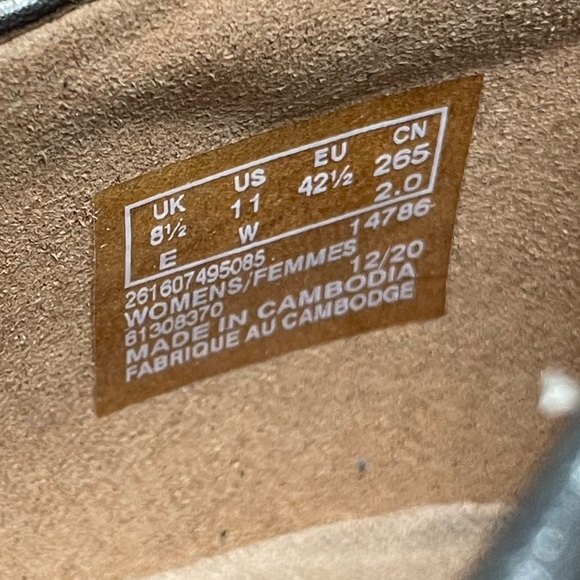 UK US EU CN
8½ 11 42½ 265
E W 2.0
261607495085 14786
WOMENS/FEMMES
61308370 12/20
MADE IN CAMBODIA
FABRIQUE AU CAMBODGE